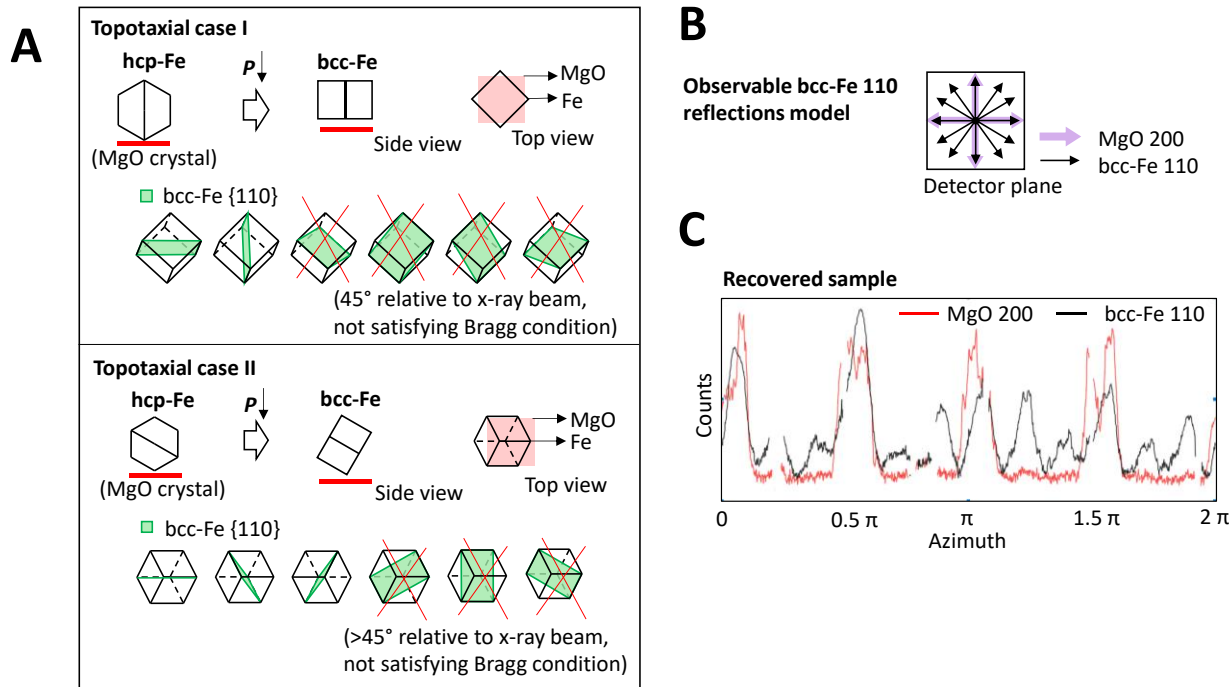 A
Topotaxial case I
hcp-Fe
P
bcc-Fe
MgO
Fe
(MgO crystal)
Side view
Top view
bcc-Fe {110}
(45° relative to x-ray beam,
not satisfying Bragg condition)
Topotaxial case II
hcp-Fe
P
bcc-Fe
MgO
Fe
(MgO crystal)
Side view
Top view
bcc-Fe {110}
(>45° relative to x-ray beam,
not satisfying Bragg condition)
B
Observable bcc-Fe 110
reflections model
MgO 200
bcc-Fe 110
Detector plane
C
Recovered sample
MgO 200
bcc-Fe 110
Counts
0
0.5 π
π
1.5 π
2 π
Azimuth